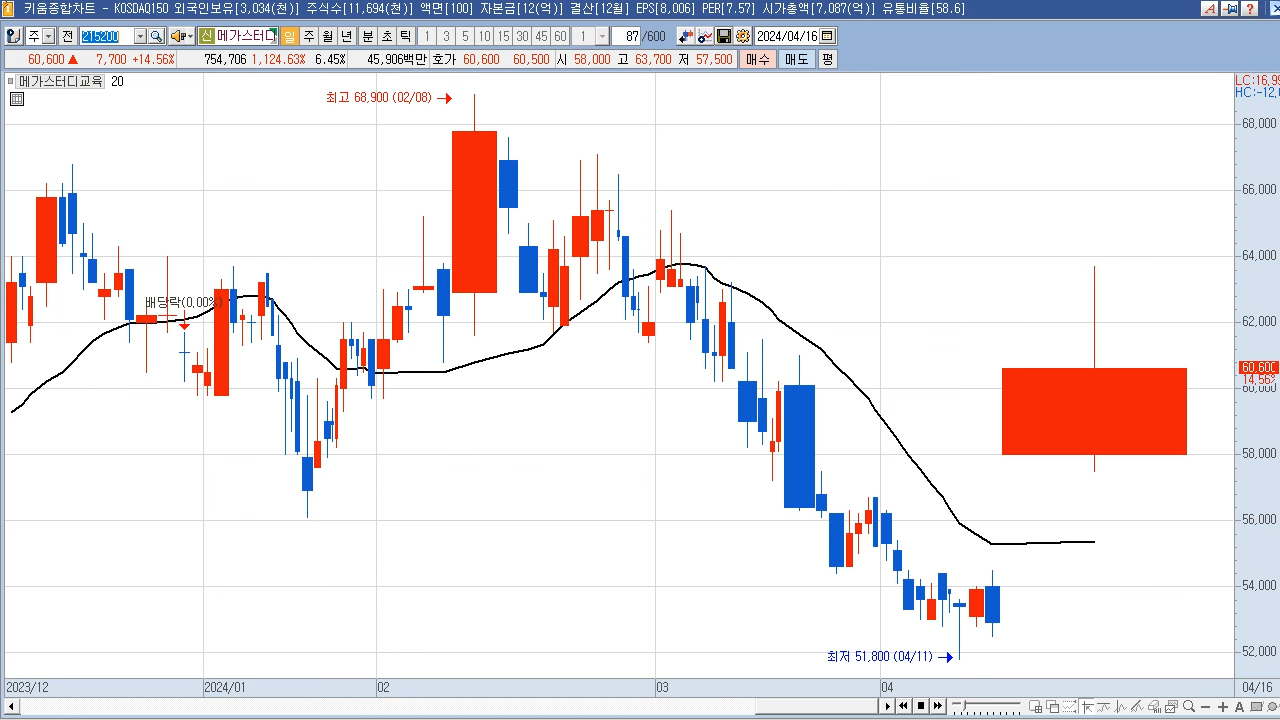 키움종합차트 - KOSDAQ150 외국인보유[3,034(천)] 주식수[11,694(천)] 액면[100] 자본금[12(억)] 결산[12월] EPS[8,006] PER[7.57] 시가총액[7,087(억)] 유통비율[58.6]
주 전 215200 신 메가스터디 일 주 월 년 분 초 틱 1 3 5 10 15 30 45 60 1 87 /600 2024/04/16
60,600 ▲ 7,700 +14.56% 754,706 1,124.63% 6.45% 45,906백만 호가 60,600 60,500 시 58,000 고 63,700 저 57,500 매수 매도 평
메가스터디교육 20
LC:16,99
HC:-12,
최고 68,900 (02/08)
68,000
66,000
64,000
배당락(0,00%)
62,000
60,600
14.56%
60,000
58,000
56,000
54,000
최저 51,800 (04/11)
52,000
2023/12 2024/01 02 03 04 04/16
A